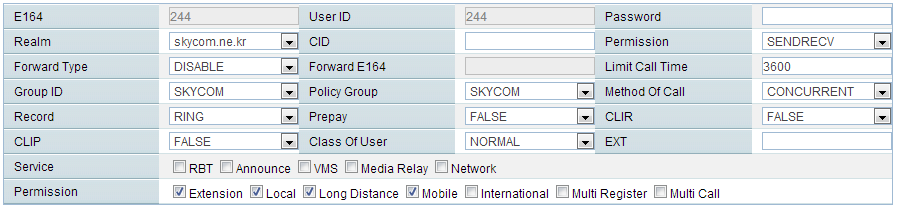 E164 244 User ID 244 Password
Realm skycom.ne.kr CID Permission SENDRECV
Forward Type DISABLE Forward E164 Limit Call Time 3600
Group ID SKYCOM Policy Group SKYCOM Method Of Call CONCURRENT
Record RING Prepay FALSE CLIR FALSE
CLIP FALSE Class Of User NORMAL EXT
Service RBT Announce VMS Media Relay Network
Permission Extension Local Long Distance Mobile International Multi Register Multi Call